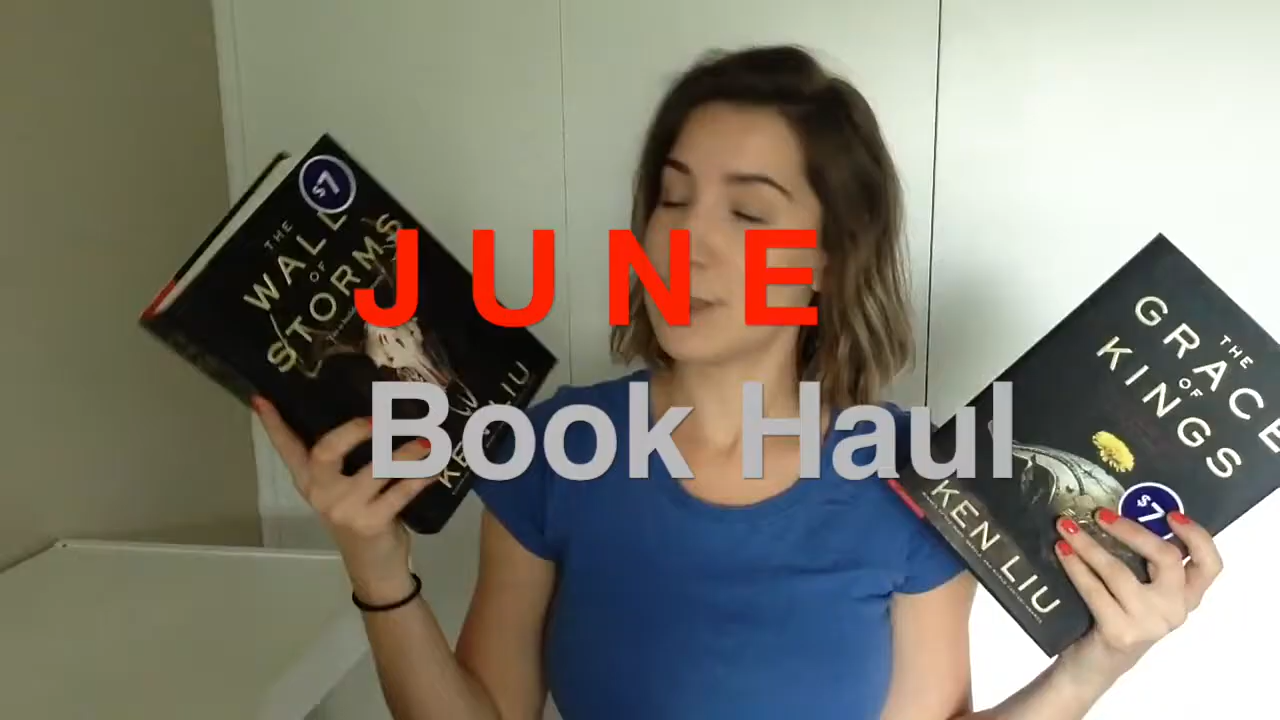 $7
THE
WALL
OF
STORMS
KEN LIU
JUNE
Book Haul
THE
GRACE
OF
KINGS
KEN LIU
$7